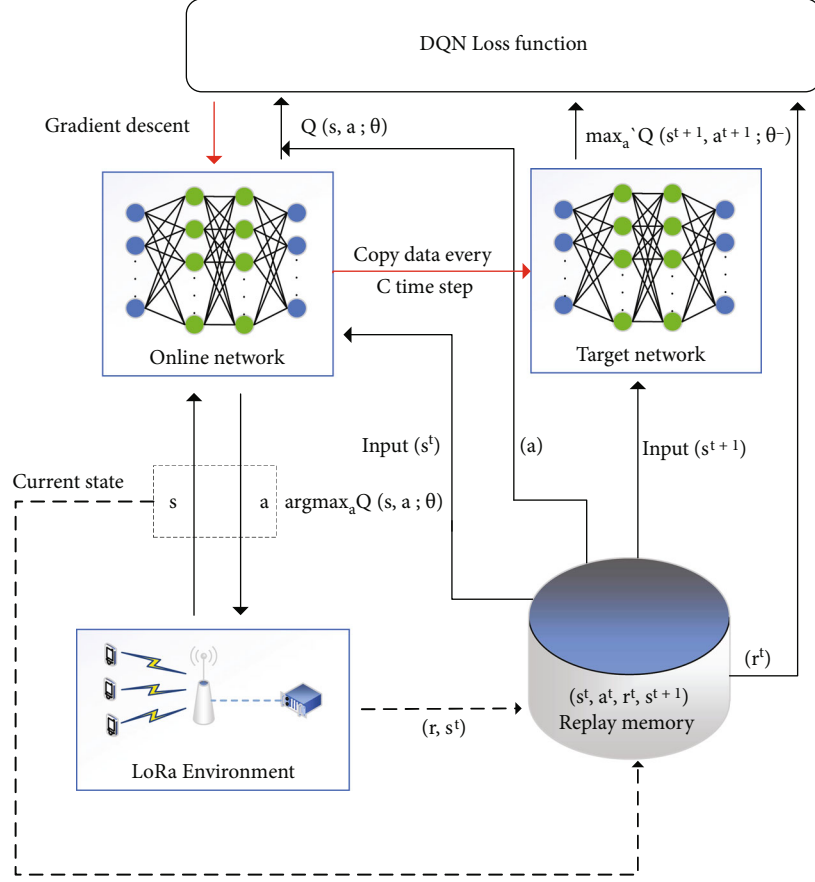 DQN Loss function
Gradient descent
Q (s, a ; θ)
maxₐ`Q (sᵗ⁺¹, aᵗ⁺¹ ; θ⁻)
Copy data every
C time step
Online network
Target network
Input (sᵗ)
(a)
Input (sᵗ⁺¹)
Current state
s
a
argmaxₐQ (s, a ; θ)
(rᵗ)
(sᵗ, aᵗ, rᵗ, sᵗ⁺¹)
Replay memory
(r, sᵗ)
LoRa Environment